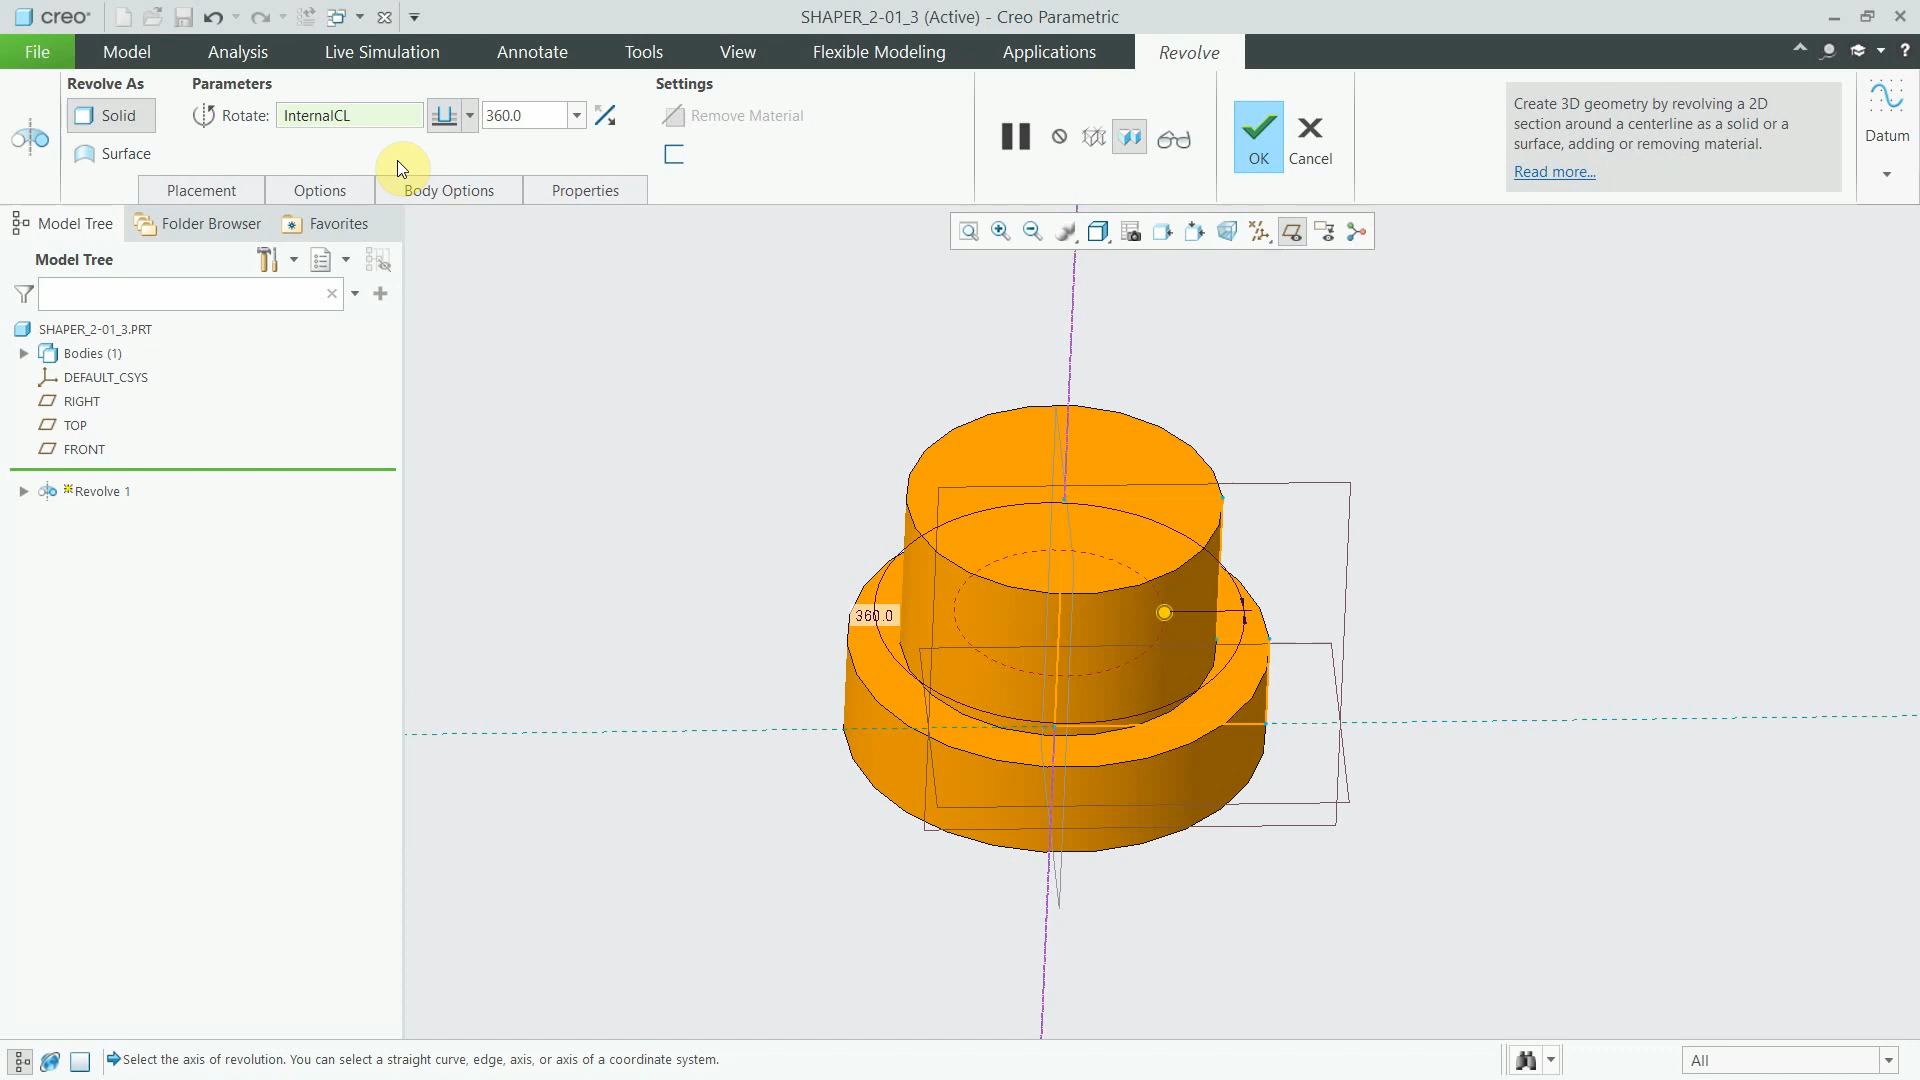 creo
SHAPER_2-01_3 (Active) - Creo Parametric
File
Model
Analysis
Live Simulation
Annotate
Tools
View
Flexible Modeling
Applications
Revolve
Revolve As
Parameters
Settings
Solid
Rotate:
InternalCL
360.0
Remove Material
Surface
Placement
Options
Body Options
Properties
OK
Cancel
Create 3D geometry by revolving a 2D
section around a centerline as a solid or a
surface, adding or removing material.
Read more...
Datum
Model Tree
Folder Browser
Favorites
Model Tree
SHAPER_2-01_3.PRT
Bodies (1)
DEFAULT_CSYS
RIGHT
TOP
FRONT
Revolve 1
360.0
Select the axis of revolution. You can select a straight curve, edge, axis, or axis of a coordinate system.
All